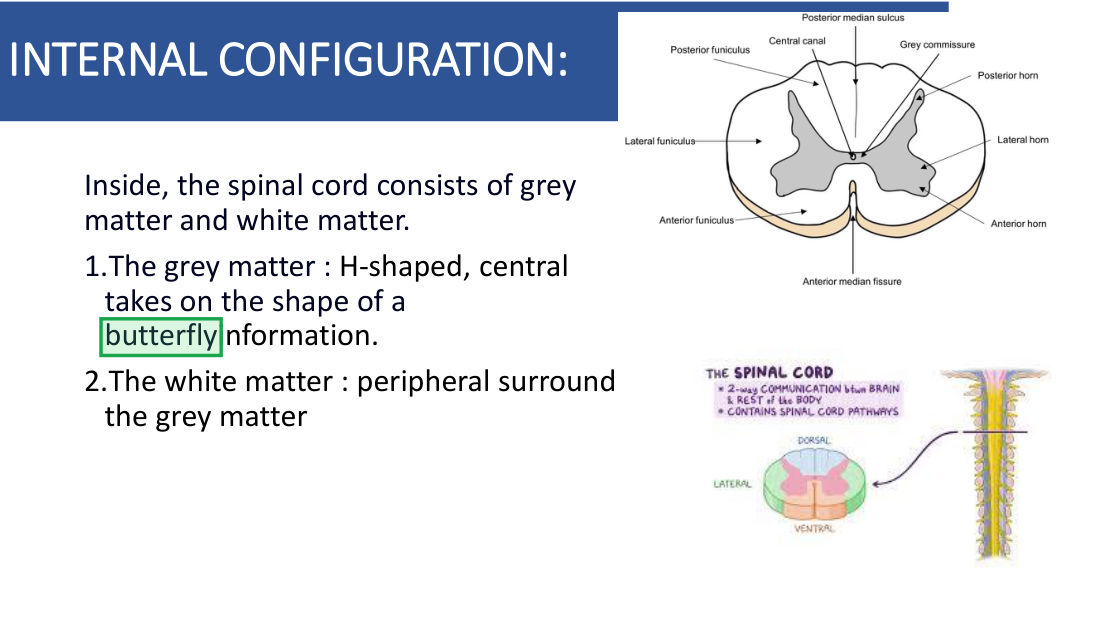 INTERNAL CONFIGURATION:
Inside, the spinal cord consists of grey
matter and white matter.
1.The grey matter : H-shaped, central
takes on the shape of a
butterfly nformation.
2.The white matter : peripheral surround
the grey matter
Posterior median sulcus
Central canal
Grey commissure
Posterior funiculus
Posterior horn
Lateral funiculus
Lateral horn
Anterior funiculus
Anterior horn
Anterior median fissure
THE SPINAL CORD
* 2-way COMMUNICATION btwn BRAIN
& REST of the BODY
* CONTAINS SPINAL CORD PATHWAYS
DORSAL
LATERAL
VENTRAL